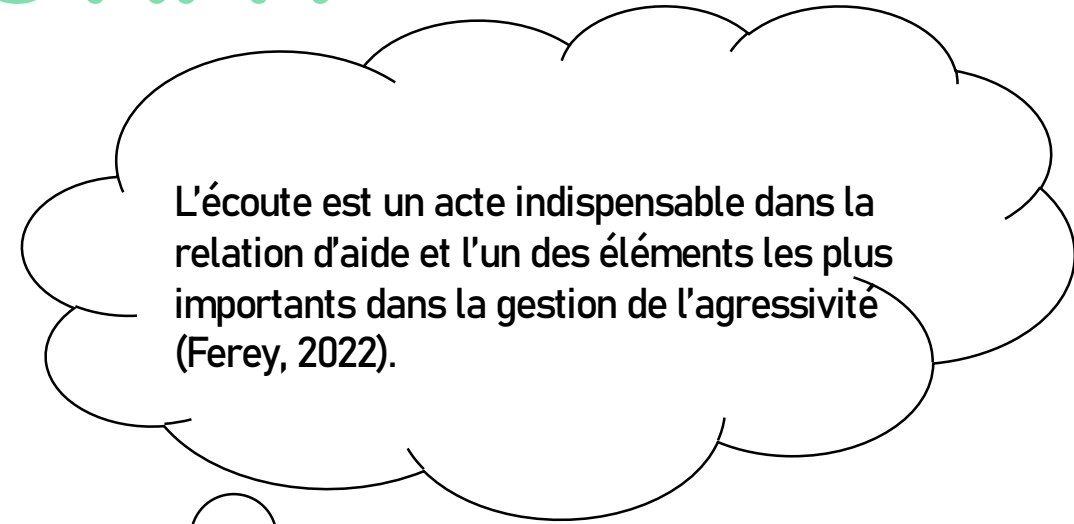 L'écoute est un acte indispensable dans la
relation d'aide et l'un des éléments les plus
importants dans la gestion de l'agressivité
(Ferey, 2022).